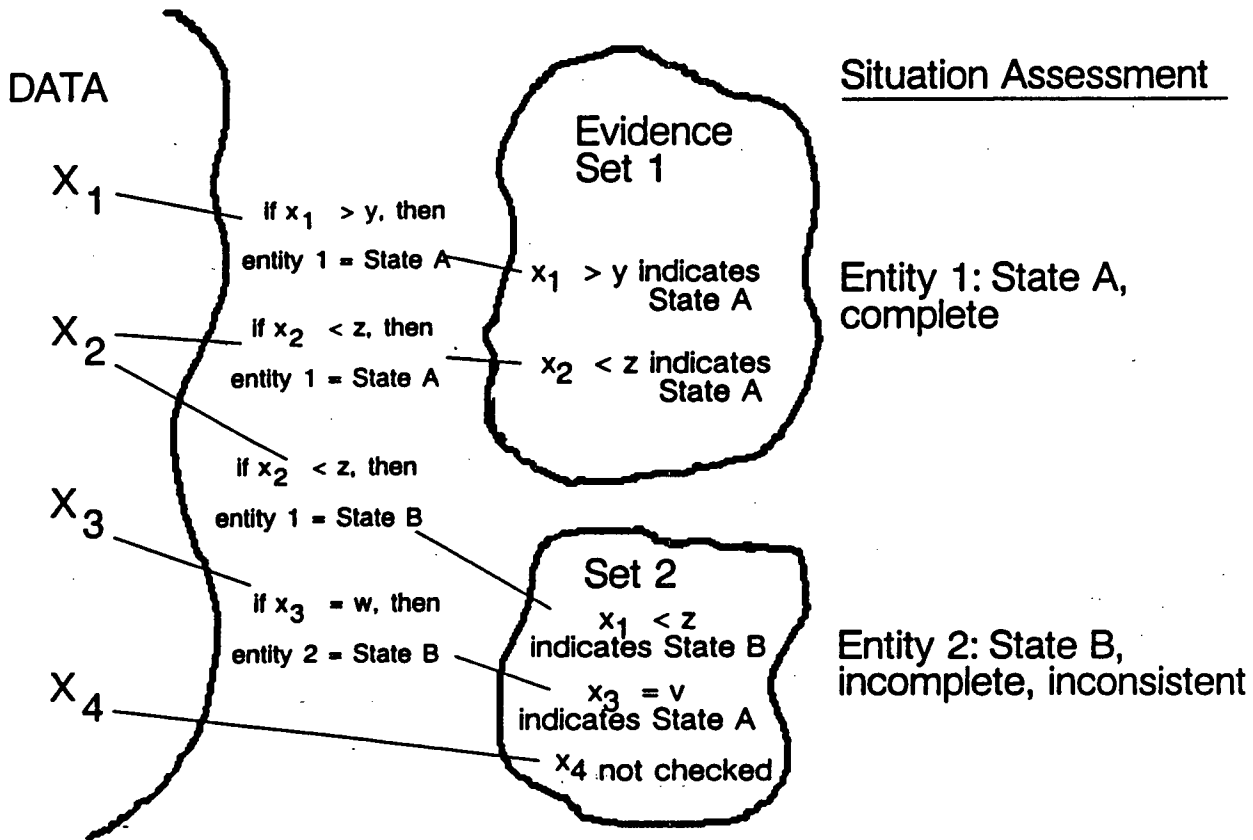 DATA
X1
X2
X3
X4
if x1 > y, then
entity 1 = State A
if x2 < z, then
entity 1 = State A
if x2 < z, then
entity 1 = State B
if x3 = w, then
entity 2 = State B
Evidence
Set 1
x1 > y indicates
State A
x2 < z indicates
State A
Set 2
x1 < z
indicates State B
x3 = v
indicates State A
x4 not checked
Situation Assessment
Entity 1: State A,
complete
Entity 2: State B,
incomplete, inconsistent